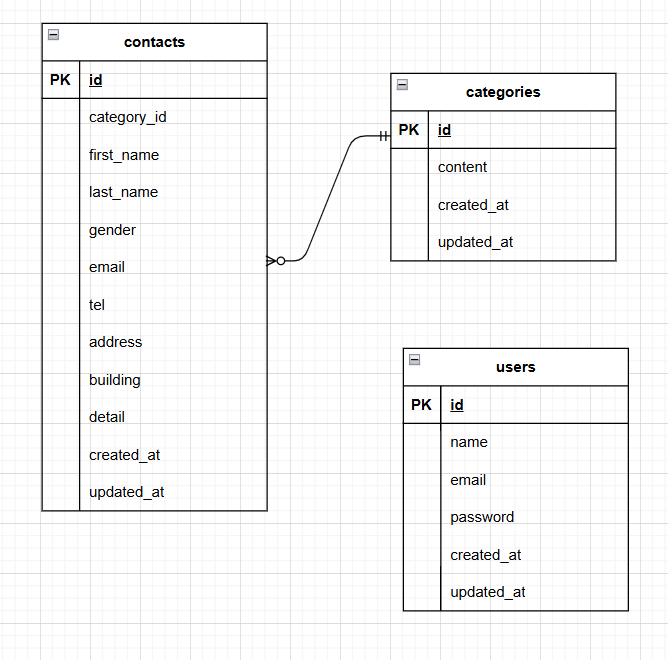 contacts
PK id
category_id
first_name
last_name
gender
email
tel
address
building
detail
created_at
updated_at
categories
PK id
content
created_at
updated_at
users
PK id
name
email
password
created_at
updated_at